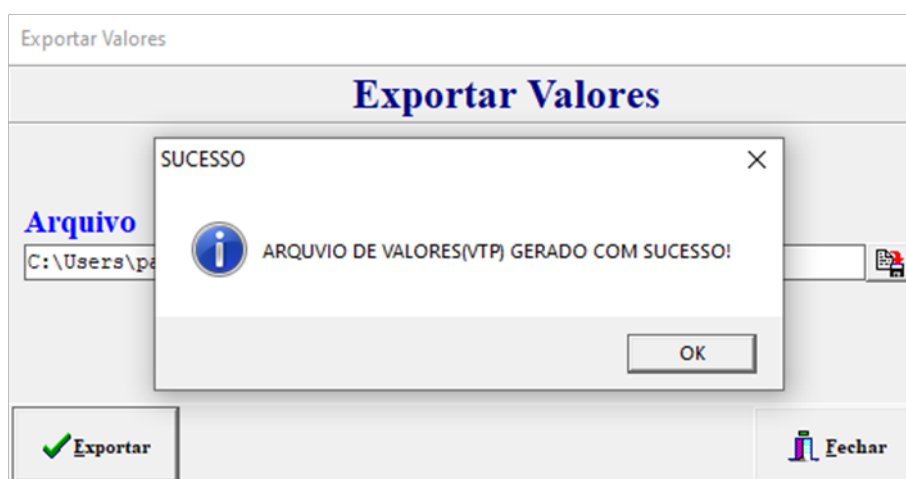 Exportar Valores
Exportar Valores
SUCESSO
Arquivo
ARQUVIO DE VALORES(VTP) GERADO COM SUCESSO!
C:\Users\pa
OK
Exportar
Fechar